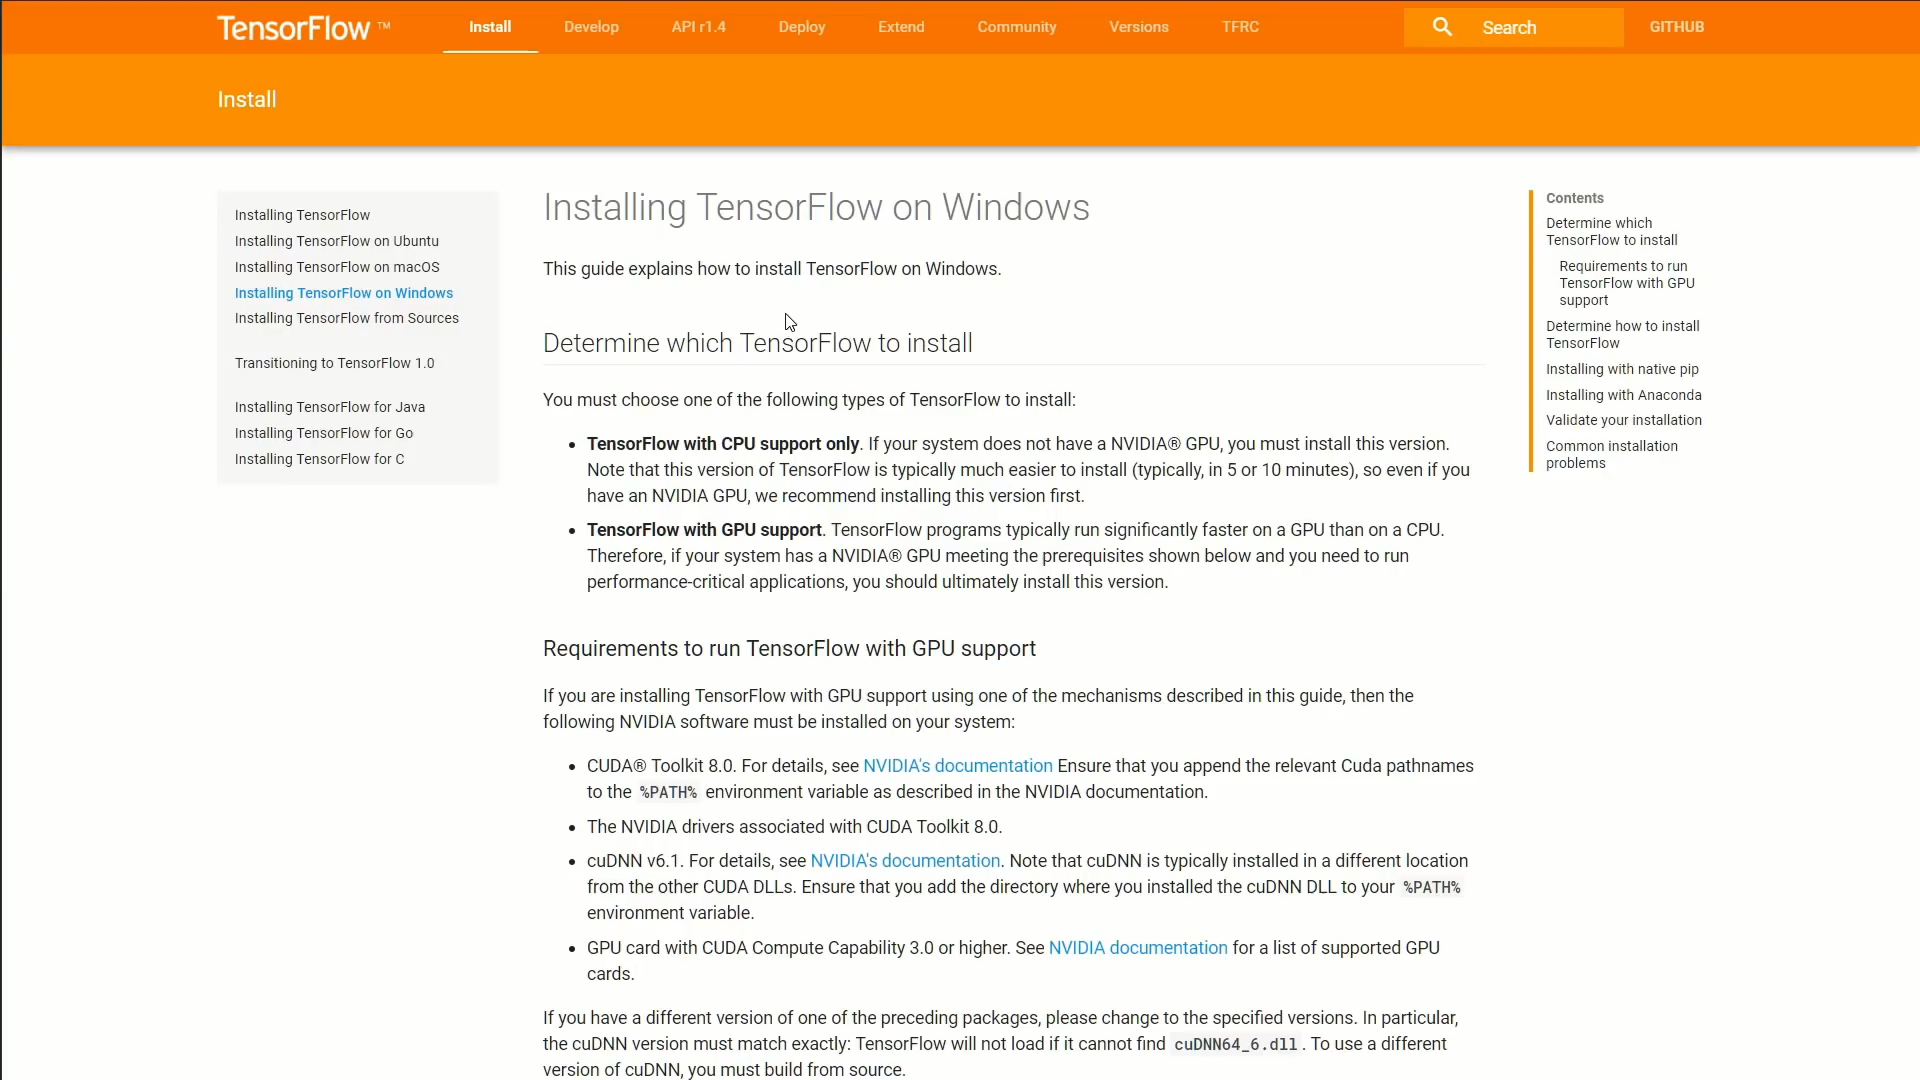 TensorFlow ™
Install
Develop
API r1.4
Deploy
Extend
Community
Versions
TFRC
Search
GITHUB
Install
Installing TensorFlow
Installing TensorFlow on Ubuntu
Installing TensorFlow on macOS
Installing TensorFlow on Windows
Installing TensorFlow from Sources
Transitioning to TensorFlow 1.0
Installing TensorFlow for Java
Installing TensorFlow for Go
Installing TensorFlow for C
Installing TensorFlow on Windows
This guide explains how to install TensorFlow on Windows.
Determine which TensorFlow to install
You must choose one of the following types of TensorFlow to install:
• TensorFlow with CPU support only. If your system does not have a NVIDIA® GPU, you must install this version.
Note that this version of TensorFlow is typically much easier to install (typically, in 5 or 10 minutes), so even if you
have an NVIDIA GPU, we recommend installing this version first.
• TensorFlow with GPU support. TensorFlow programs typically run significantly faster on a GPU than on a CPU.
Therefore, if your system has a NVIDIA® GPU meeting the prerequisites shown below and you need to run
performance-critical applications, you should ultimately install this version.
Requirements to run TensorFlow with GPU support
If you are installing TensorFlow with GPU support using one of the mechanisms described in this guide, then the
following NVIDIA software must be installed on your system:
• CUDA® Toolkit 8.0. For details, see NVIDIA's documentation Ensure that you append the relevant Cuda pathnames
to the %PATH% environment variable as described in the NVIDIA documentation.
• The NVIDIA drivers associated with CUDA Toolkit 8.0.
• cuDNN v6.1. For details, see NVIDIA's documentation. Note that cuDNN is typically installed in a different location
from the other CUDA DLLs. Ensure that you add the directory where you installed the cuDNN DLL to your %PATH%
environment variable.
• GPU card with CUDA Compute Capability 3.0 or higher. See NVIDIA documentation for a list of supported GPU
cards.
If you have a different version of one of the preceding packages, please change to the specified versions. In particular,
the cuDNN version must match exactly: TensorFlow will not load if it cannot find cuDNN64_6.dll. To use a different
version of cuDNN, you must build from source.
Contents
Determine which
TensorFlow to install
Requirements to run
TensorFlow with GPU
support
Determine how to install
TensorFlow
Installing with native pip
Installing with Anaconda
Validate your installation
Common installation
problems